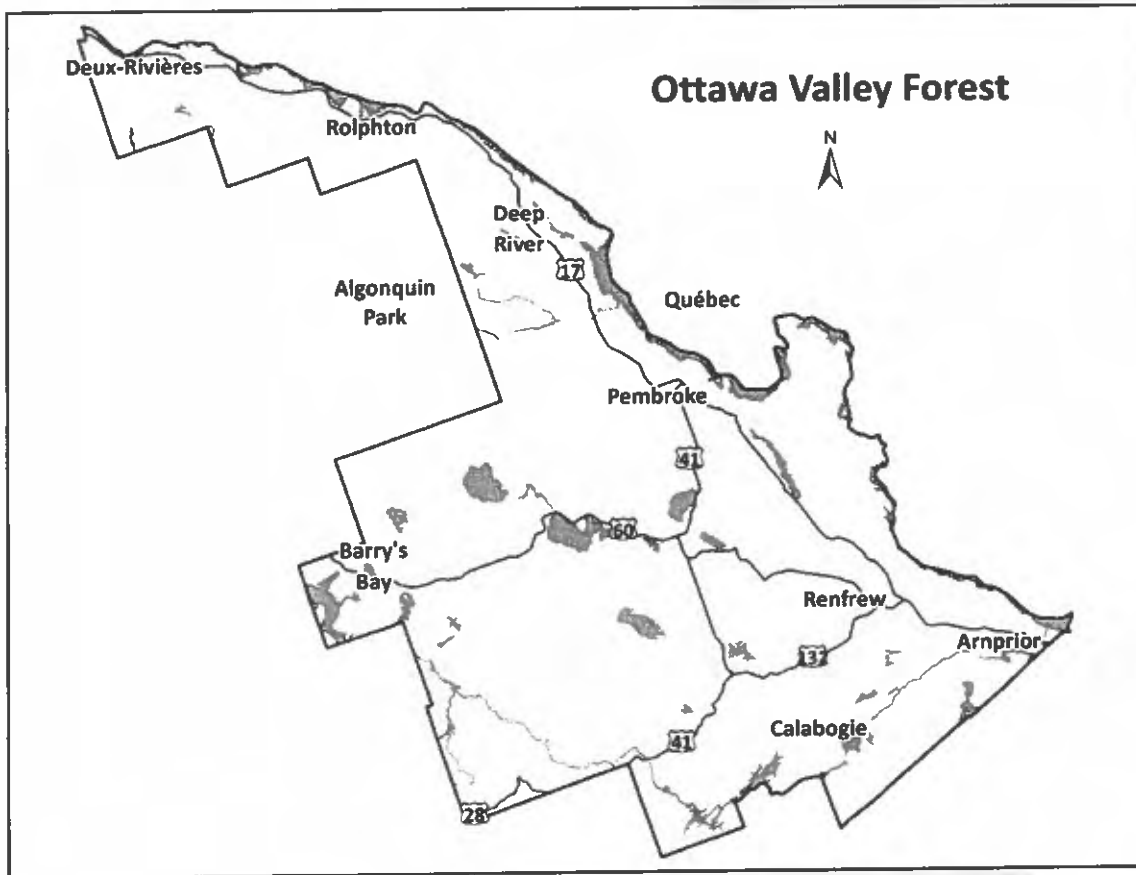 Ottawa Valley Forest
N
Deux-Rivières
Rolphton
Deep
River
17
Algonquin
Park
Québec
Pembroke
41
60
Barry's
Bay
Renfrew
Arnprior
132
Calabogie
41
28